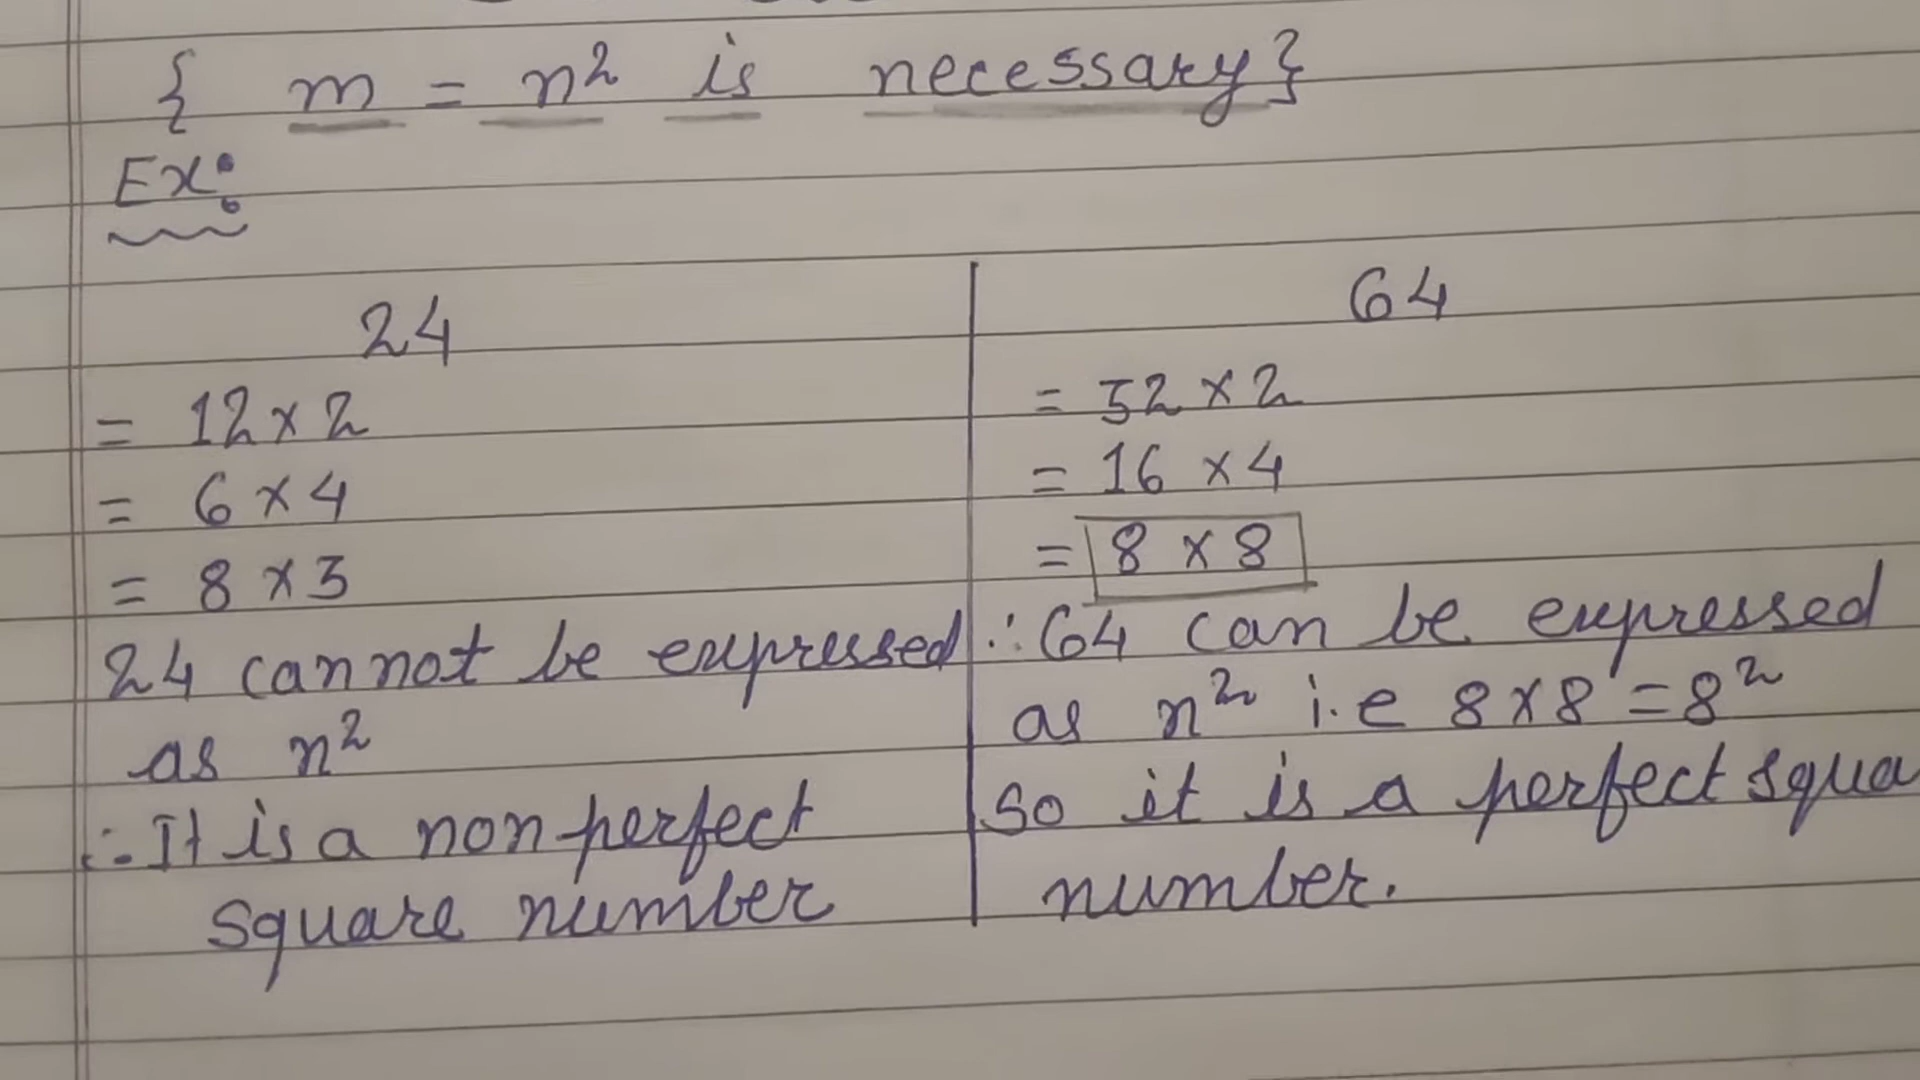 { m = n² is necessary}
Ex:
24
= 12 × 2
= 6 × 4
= 8 × 3
24 cannot be expressed
as n²
∴ It is a non perfect
square number
64
= 32 × 2
= 16 × 4
= 8 × 8
∴ 64 can be expressed
as n² i.e 8×8 = 8²
So it is a perfect squa
number.